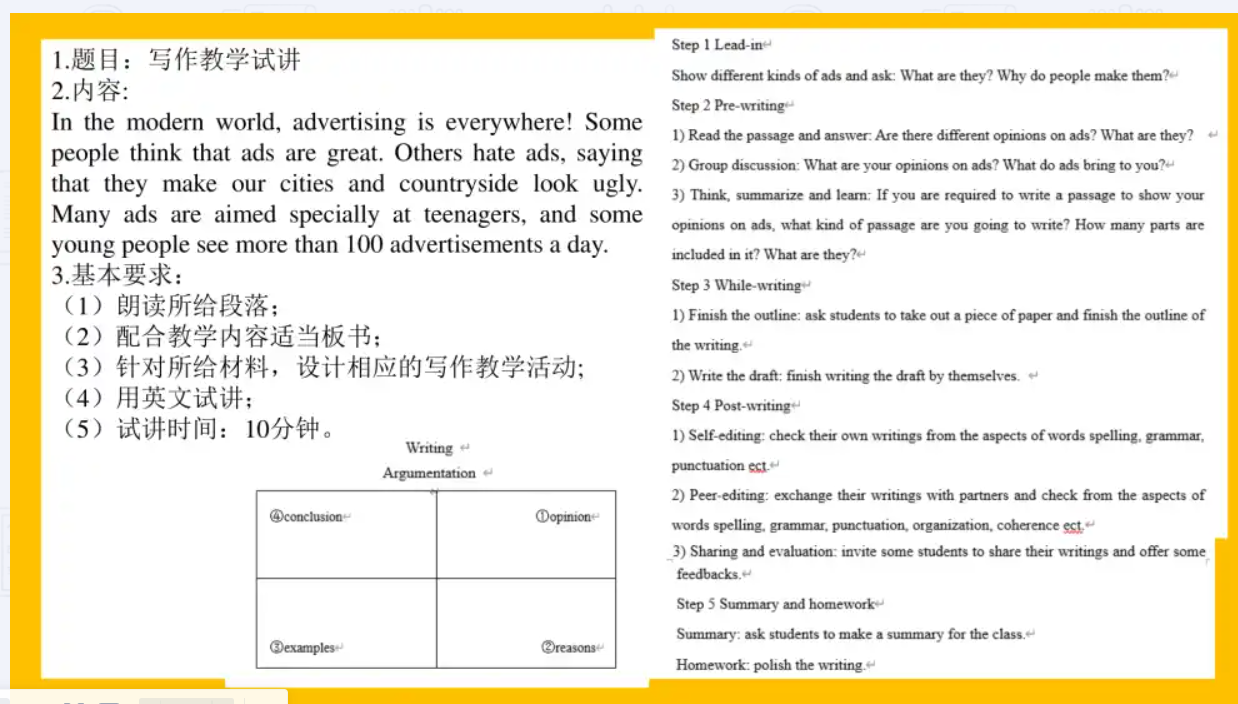 1.题目：写作教学试讲
2.内容:
In the modern world, advertising is everywhere! Some
people think that ads are great. Others hate ads, saying
that they make our cities and countryside look ugly.
Many ads are aimed specially at teenagers, and some
young people see more than 100 advertisements a day.
3.基本要求：
（1）朗读所给段落；
（2）配合教学内容适当板书；
（3）针对所给材料，设计相应的写作教学活动；
（4）用英文试讲；
（5）试讲时间：10分钟。
Writing
Argumentation
④conclusion
①opinion
③examples
②reasons
Step 1 Lead-in
Show different kinds of ads and ask: What are they? Why do people make them?
Step 2 Pre-writing
1) Read the passage and answer: Are there different opinions on ads? What are they?
2) Group discussion: What are your opinions on ads? What do ads bring to you?
3) Think, summarize and learn: If you are required to write a passage to show your
opinions on ads, what kind of passage are you going to write? How many parts are
included in it? What are they?
Step 3 While-writing
1) Finish the outline: ask students to take out a piece of paper and finish the outline of
the writing.
2) Write the draft: finish writing the draft by themselves.
Step 4 Post-writing
1) Self-editing: check their own writings from the aspects of words spelling, grammar,
punctuation ect.
2) Peer-editing: exchange their writings with partners and check from the aspects of
words spelling, grammar, punctuation, organization, coherence ect.
3) Sharing and evaluation: invite some students to share their writings and offer some
feedbacks.
Step 5 Summary and homework
Summary: ask students to make a summary for the class.
Homework: polish the writing.